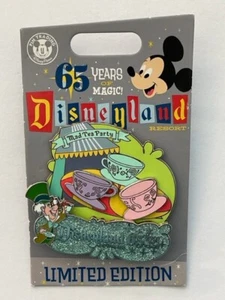 65 YEARS
OF
MAGIC!
Disneyland
RESORT
Mad Tea Party
LIMITED EDITION